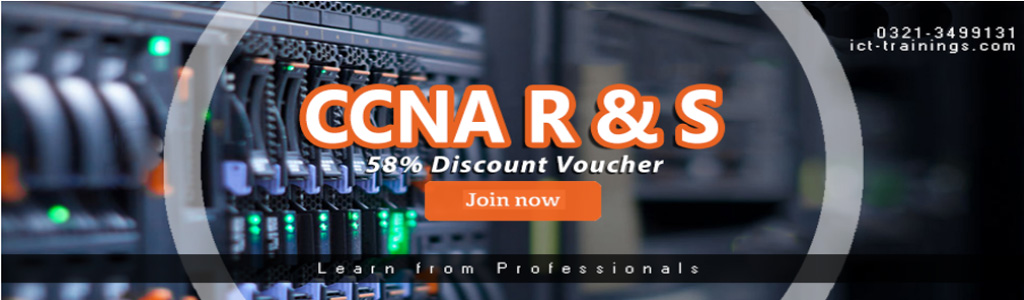 0321-3499131
ict-trainings.com
CCNA R & S
58% Discount Voucher
Join now
Learn from Professionals